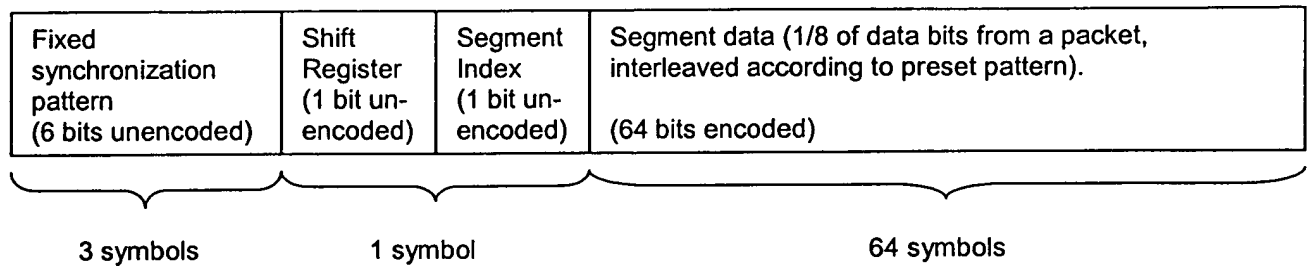 Fixed
synchronization
pattern
(6 bits unencoded)
Shift
Register
(1 bit un-
encoded)
Segment
Index
(1 bit un-
encoded)
Segment data (1/8 of data bits from a packet,
interleaved according to preset pattern).
(64 bits encoded)
3 symbols
1 symbol
64 symbols